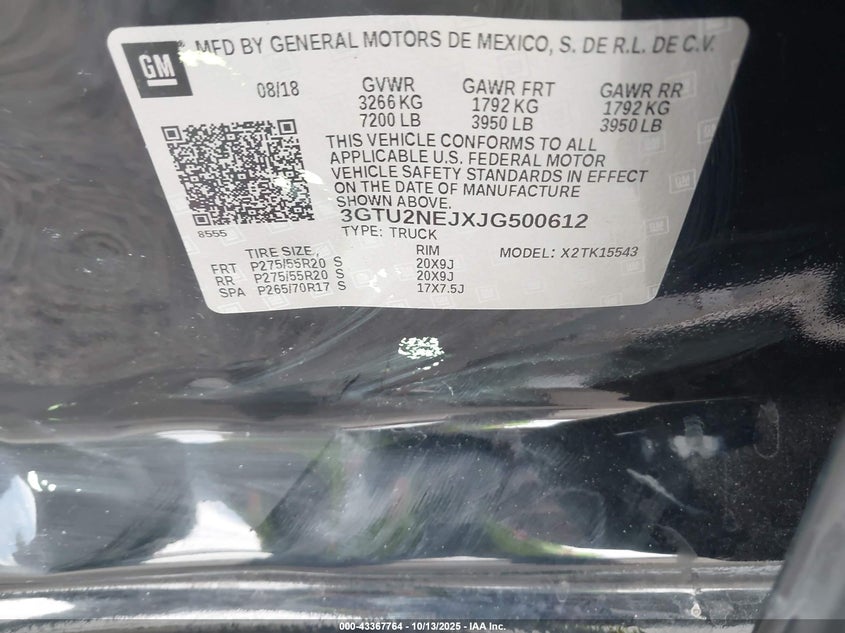 GM
MFD BY GENERAL MOTORS DE MEXICO, S. DE R.L. DE C.V.
08/18 GVWR GAWR FRT GAWR RR
3266 KG 1792 KG 1792 KG
7200 LB 3950 LB 3950 LB
THIS VEHICLE CONFORMS TO ALL
APPLICABLE U.S. FEDERAL MOTOR
VEHICLE SAFETY STANDARDS IN EFFECT
ON THE DATE OF MANUFACTURE
SHOWN ABOVE.
3GTU2NEJXJG500612
8555 TYPE: TRUCK
TIRE SIZE RIM MODEL: X2TK15543
FRT P275/55R20 S 20X9J
RR P275/55R20 S 20X9J
SPA P265/70R17 S 17X7.5J
000-43367764 - 10/13/2025 - IAA Inc.